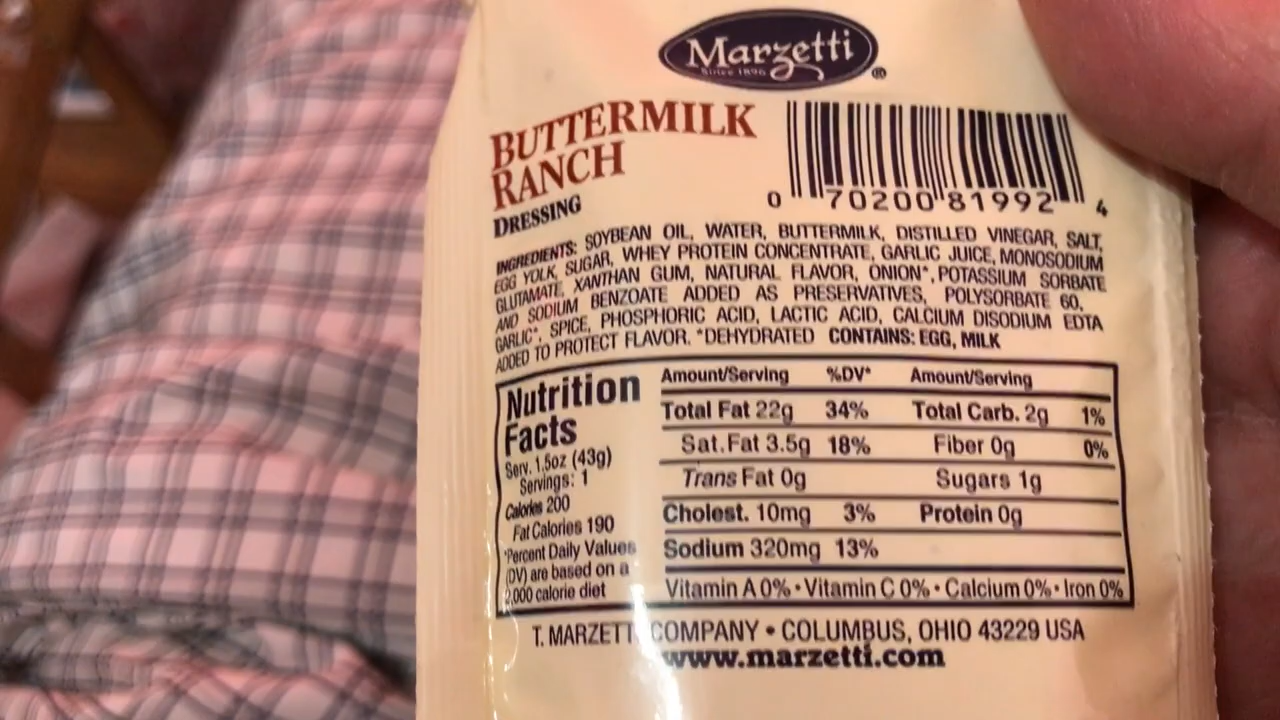 Marzetti
Since 1896
®
BUTTERMILK
RANCH
DRESSING
0 70200 81992 4
INGREDIENTS: SOYBEAN OIL, WATER, BUTTERMILK, DISTILLED VINEGAR, SALT,
EGG YOLK, SUGAR, WHEY PROTEIN CONCENTRATE, GARLIC JUICE, MONOSODIUM
GLUTAMATE, XANTHAN GUM, NATURAL FLAVOR, ONION*, POTASSIUM SORBATE
AND SODIUM BENZOATE ADDED AS PRESERVATIVES, POLYSORBATE 60,
GARLIC*, SPICE, PHOSPHORIC ACID, LACTIC ACID, CALCIUM DISODIUM EDTA
ADDED TO PROTECT FLAVOR. *DEHYDRATED CONTAINS: EGG, MILK
Nutrition
Facts
Serv. 1.5oz (43g)
Servings: 1
Calories 200
Fat Calories 190
*Percent Daily Values
(DV) are based on a
2,000 calorie diet
Amount/Serving %DV* Amount/Serving
Total Fat 22g 34% Total Carb. 2g 1%
Sat.Fat 3.5g 18% Fiber 0g 0%
Trans Fat 0g Sugars 1g
Cholest. 10mg 3% Protein 0g
Sodium 320mg 13%
Vitamin A 0% • Vitamin C 0% • Calcium 0% • Iron 0%
T. MARZETTI COMPANY • COLUMBUS, OHIO 43229 USA
www.marzetti.com